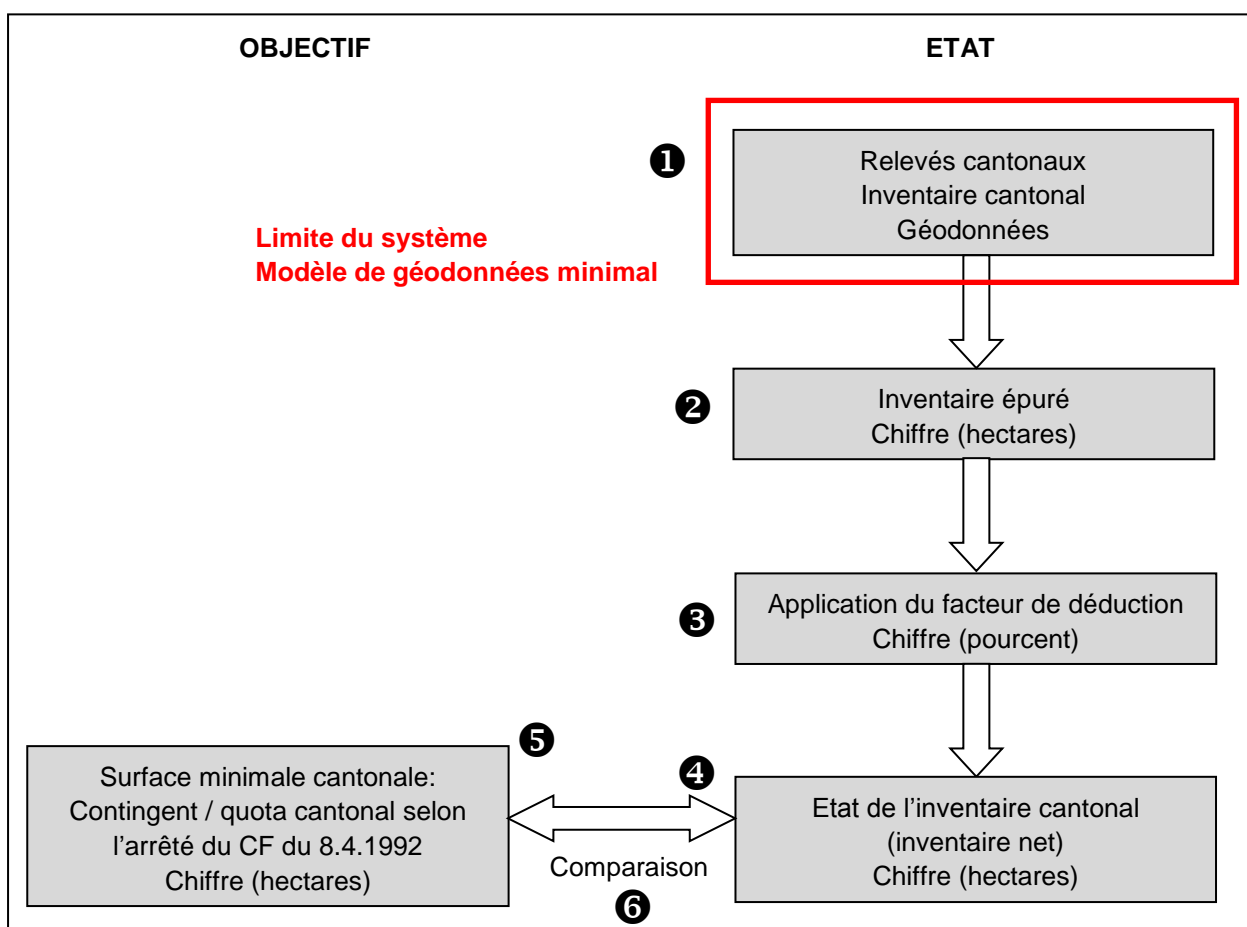 OBJECTIF
ETAT
❶
Relevés cantonaux
Inventaire cantonal
Géodonnées
Limite du système
Modèle de géodonnées minimal
❷
Inventaire épuré
Chiffre (hectares)
❸
Application du facteur de déduction
Chiffre (pourcent)
❺
❹
Surface minimale cantonale:
Contingent / quota cantonal selon
l'arrêté du CF du 8.4.1992
Chiffre (hectares)
Comparaison
❻
Etat de l'inventaire cantonal
(inventaire net)
Chiffre (hectares)